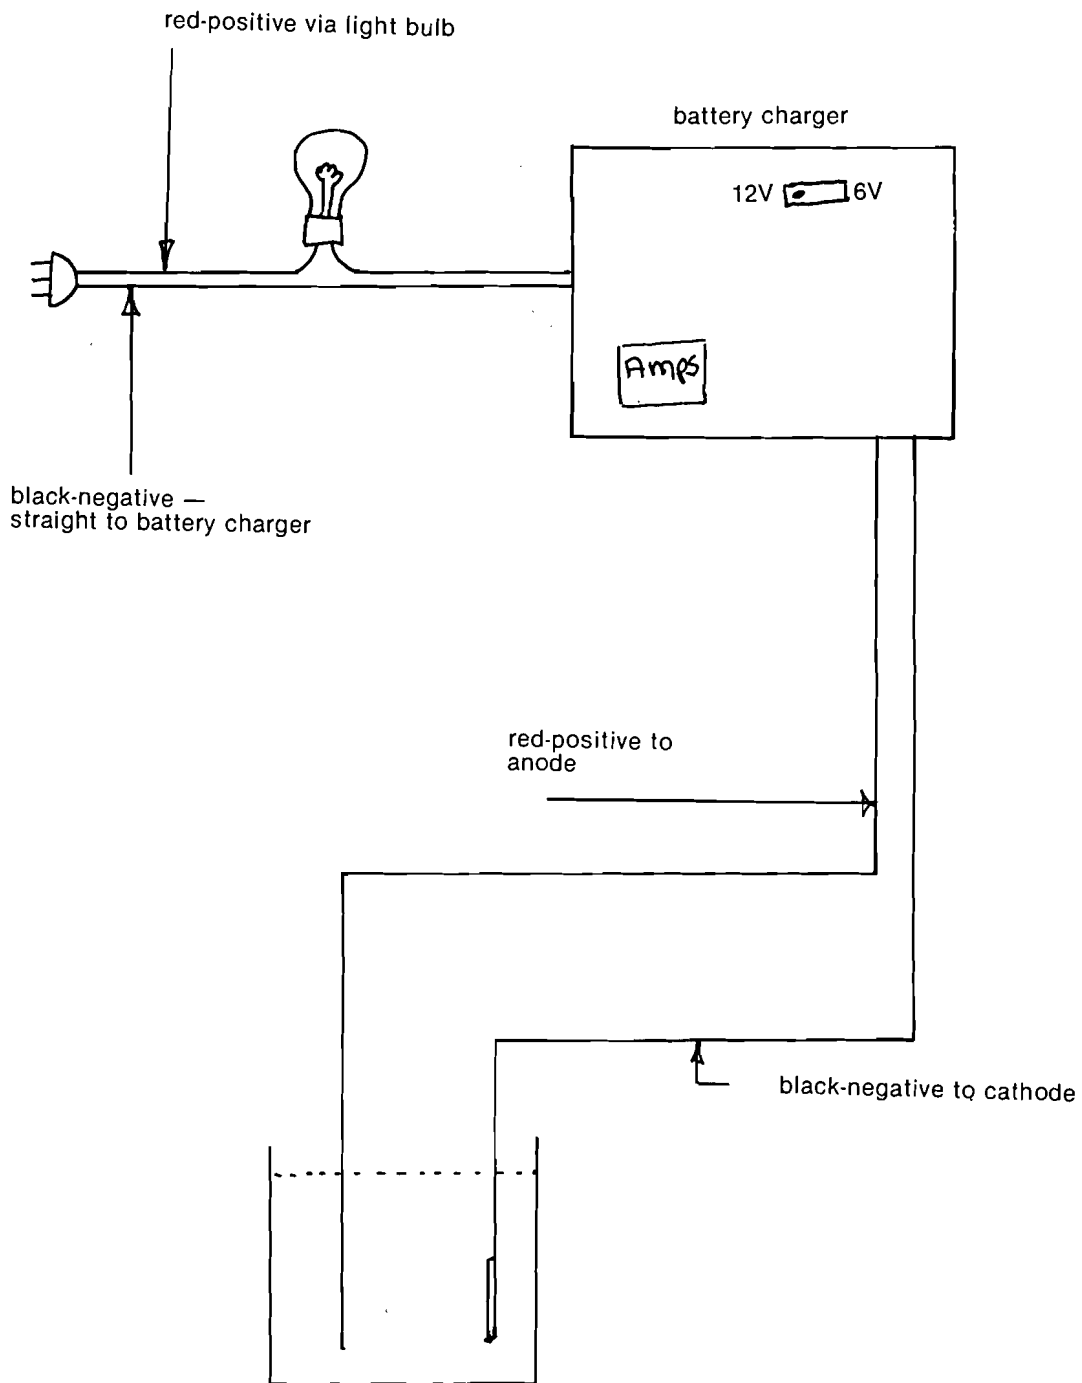 red-positive via light bulb
battery charger
12V
6V
Amps
black-negative —
straight to battery charger
red-positive to
anode
black-negative to cathode